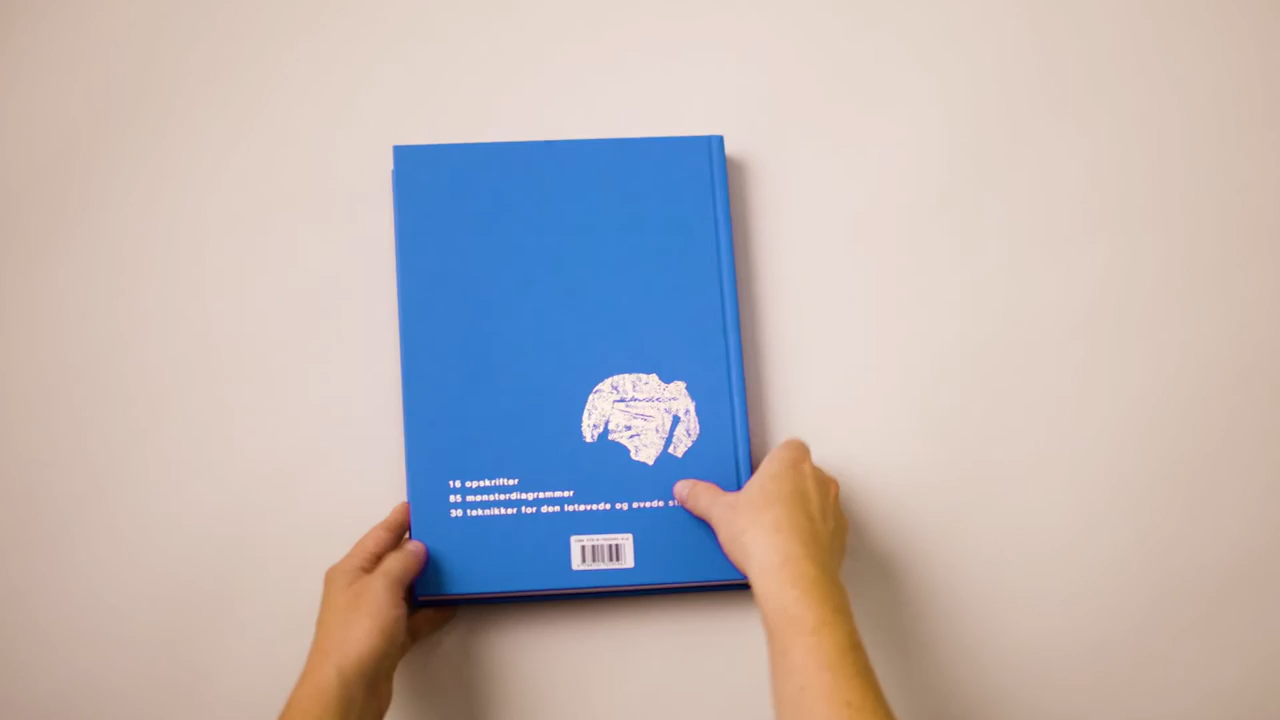 16 opskrifter
85 mønsterdiagrammer
30 teknikker for den letøvede og øvede